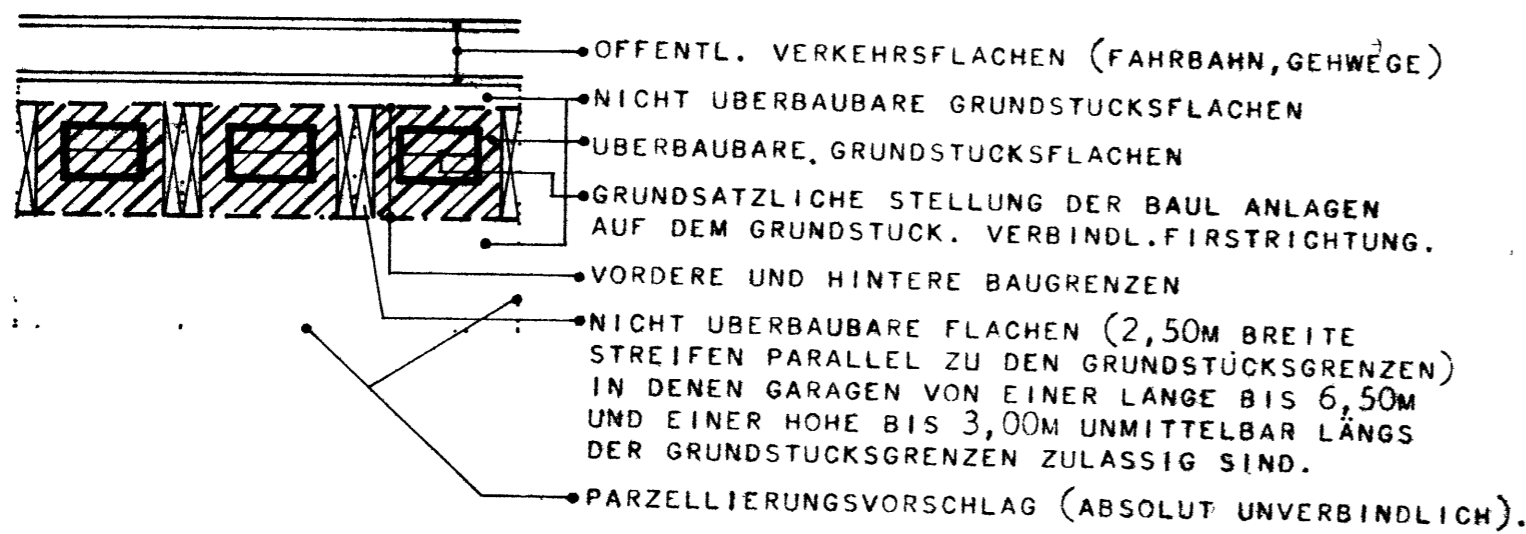 OFFENTL. VERKEHRSFLACHEN (FAHRBAHN, GEHWEGE)
NICHT UBERBAUBARE GRUNDSTUCKSFLACHEN
UBERBAUBARE. GRUNDSTUCKSFLACHEN
GRUNDSATZLICHE STELLUNG DER BAUL ANLAGEN
AUF DEM GRUNDSTUCK. VERBINDL. FIRSTRICHTUNG.
VORDERE UND HINTERE BAUGRENZEN
NICHT UBERBAUBARE FLACHEN (2,50M BREITE
STREIFEN PARALLEL ZU DEN GRUNDSTÜCKSGRENZEN)
IN DENEN GARAGEN VON EINER LANGE BIS 6,50M
UND EINER HOHE BIS 3,00M UNMITTELBAR LÄNGS
DER GRUNDSTUCKSGRENZEN ZULASSIG SIND.
PARZELLIERUNGSVORSCHLAG (ABSOLUT UNVERBINDLICH).